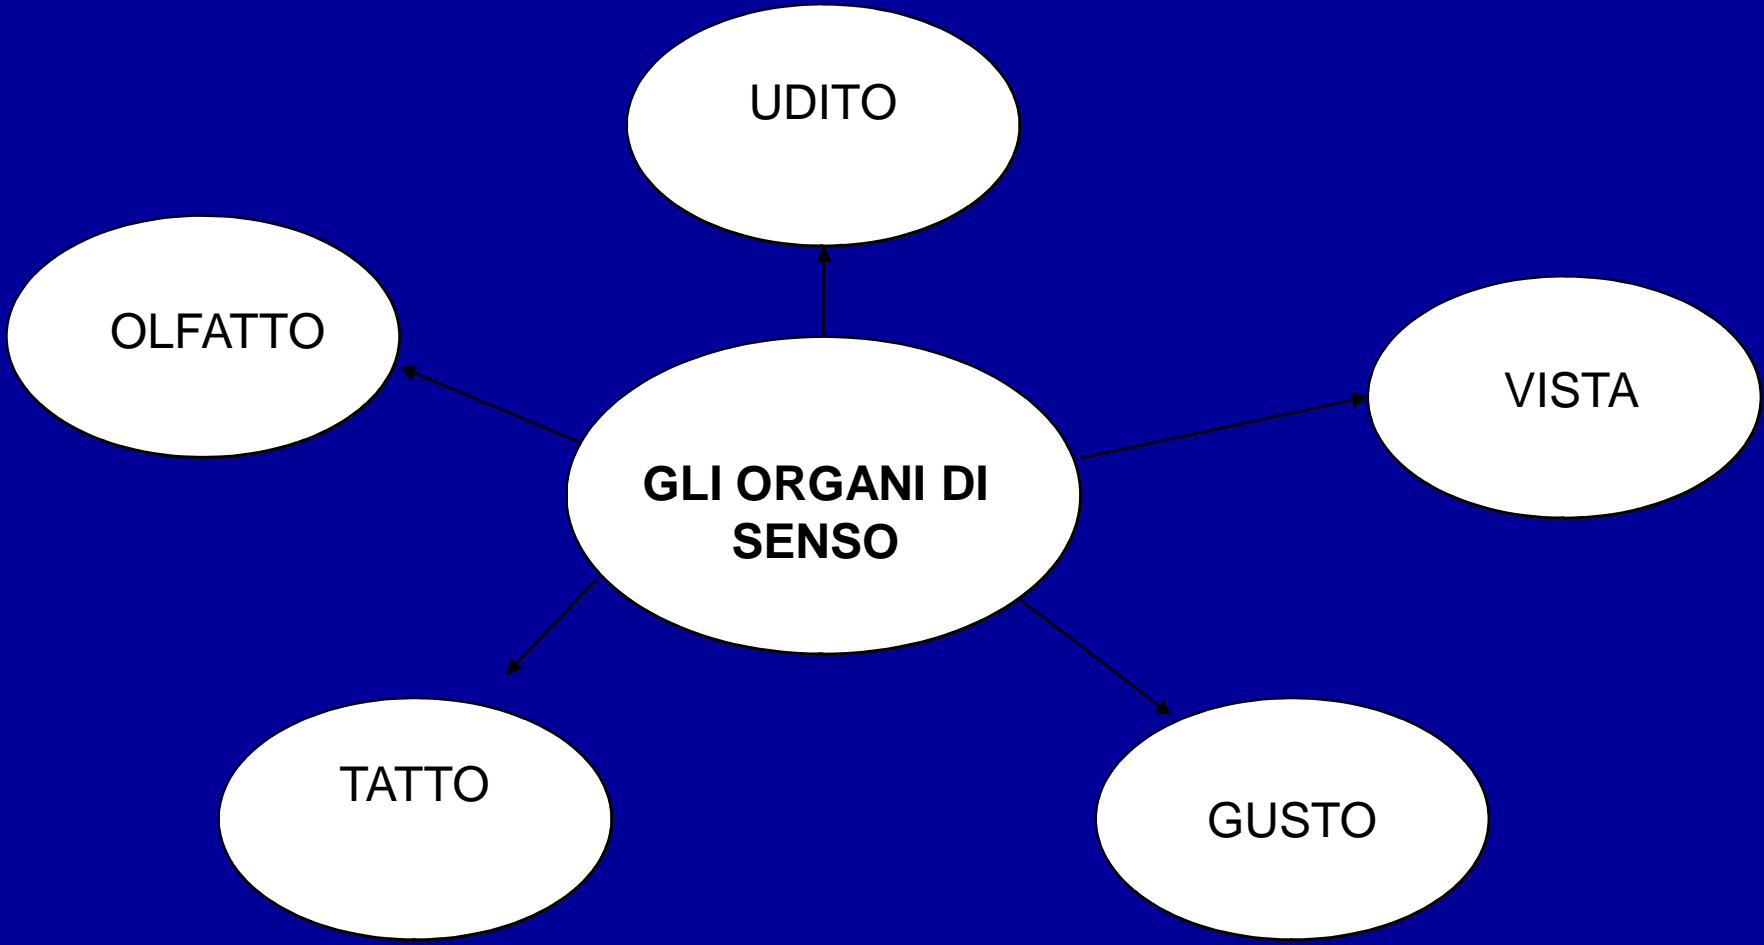 UDITO
OLFATTO
VISTA
GLI ORGANI DI
SENSO
TATTO
GUSTO